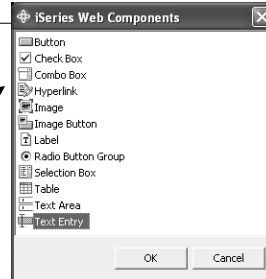 iSeries Web Components
Button
Check Box
Combo Box
Hyperlink
Image
Image Button
Label
Radio Button Group
Selection Box
Table
Text Area
Text Entry
OK Cancel